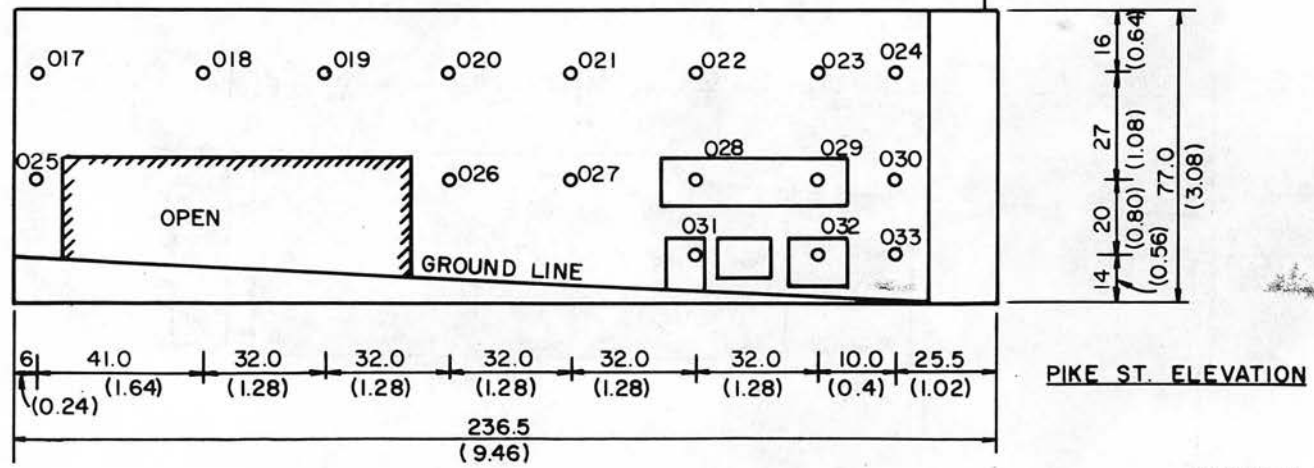 017 018 019 020 021 022 023 024
025 026 027 028 029 030
OPEN
031 032 033
GROUND LINE
16 (0.64)
27 (1.08)
20 (0.80)
14 (0.56)
77.0 (3.08)
6 41.0 32.0 32.0 32.0 32.0 32.0 10.0 25.5
(0.24) (1.64) (1.28) (1.28) (1.28) (1.28) (1.28) (0.4) (1.02)
PIKE ST. ELEVATION
236.5
(9.46)